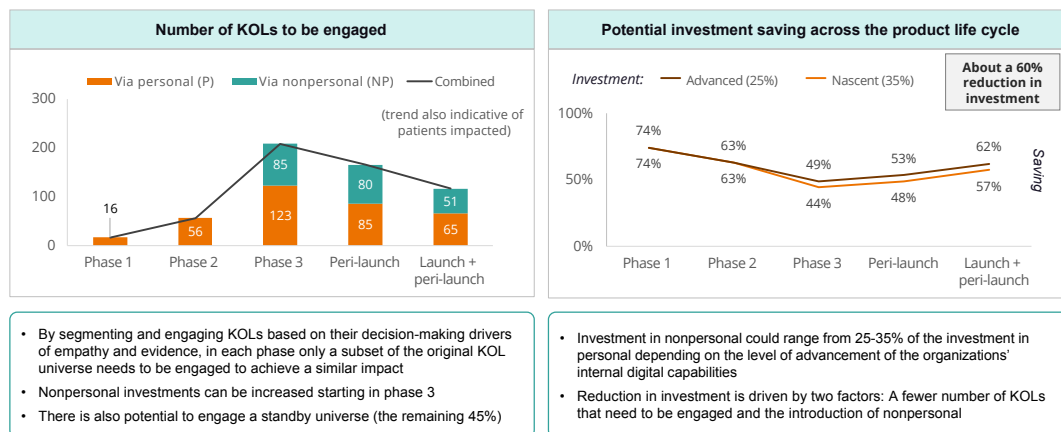 Number of KOLs to be engaged
Via personal (P)
Via nonpersonal (NP)
Combined
(trend also indicative of
patients impacted)
300
200
100
0
16
56
85
123
80
85
51
65
Phase 1
Phase 2
Phase 3
Peri-launch
Launch +
peri-launch
• By segmenting and engaging KOLs based on their decision-making drivers
of empathy and evidence, in each phase only a subset of the original KOL
universe needs to be engaged to achieve a similar impact
• Nonpersonal investments can be increased starting in phase 3
• There is also potential to engage a standby universe (the remaining 45%)
Potential investment saving across the product life cycle
Investment:
Advanced (25%)
Nascent (35%)
About a 60%
reduction in
investment
100%
50%
0%
74%
63%
49%
53%
62%
74%
63%
44%
48%
57%
Saving
Phase 1
Phase 2
Phase 3
Peri-launch
Launch +
peri-launch
• Investment in nonpersonal could range from 25-35% of the investment in
personal depending on the level of advancement of the organizations’
internal digital capabilities
• Reduction in investment is driven by two factors: A fewer number of KOLs
that need to be engaged and the introduction of nonpersonal